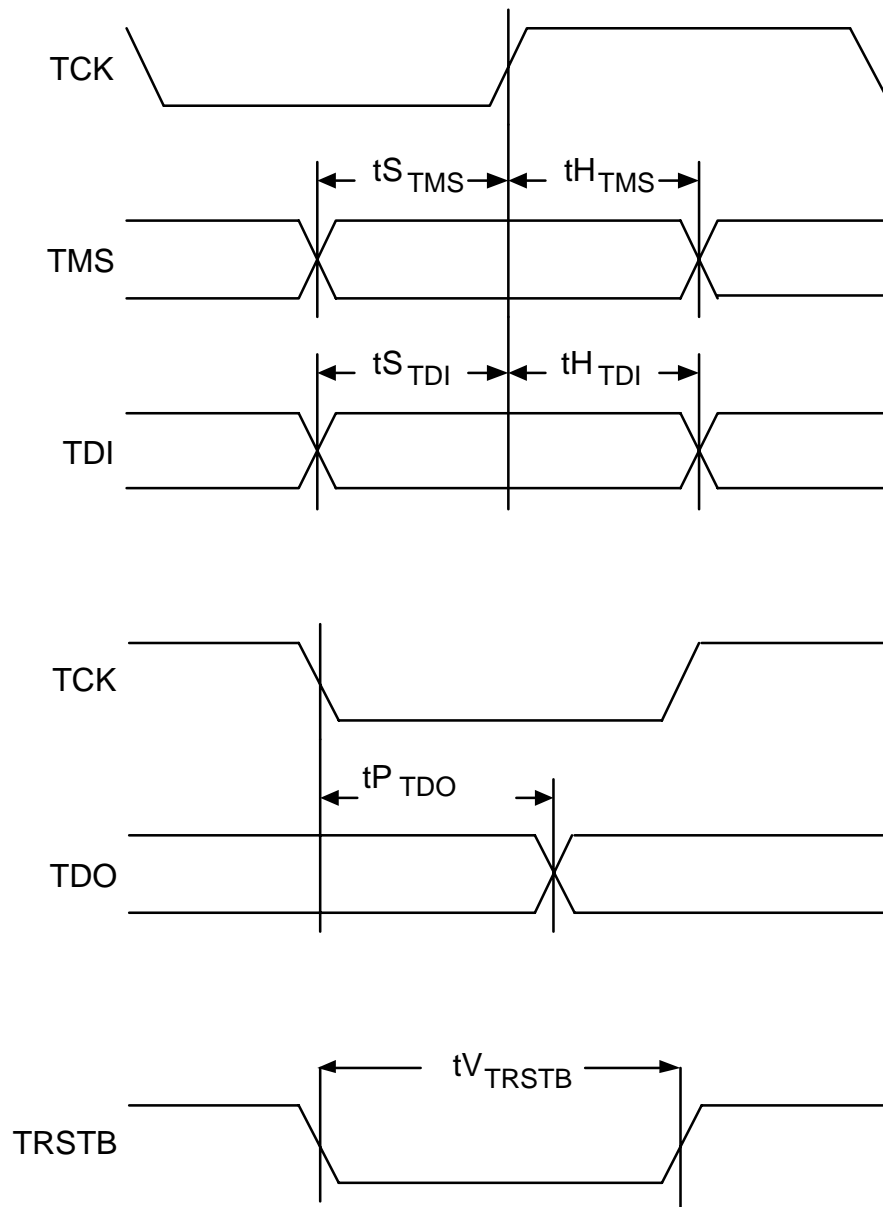 TCK
tS TMS tH TMS
TMS
tS TDI tH TDI
TDI
TCK
tP TDO
TDO
tV TRSTB
TRSTB